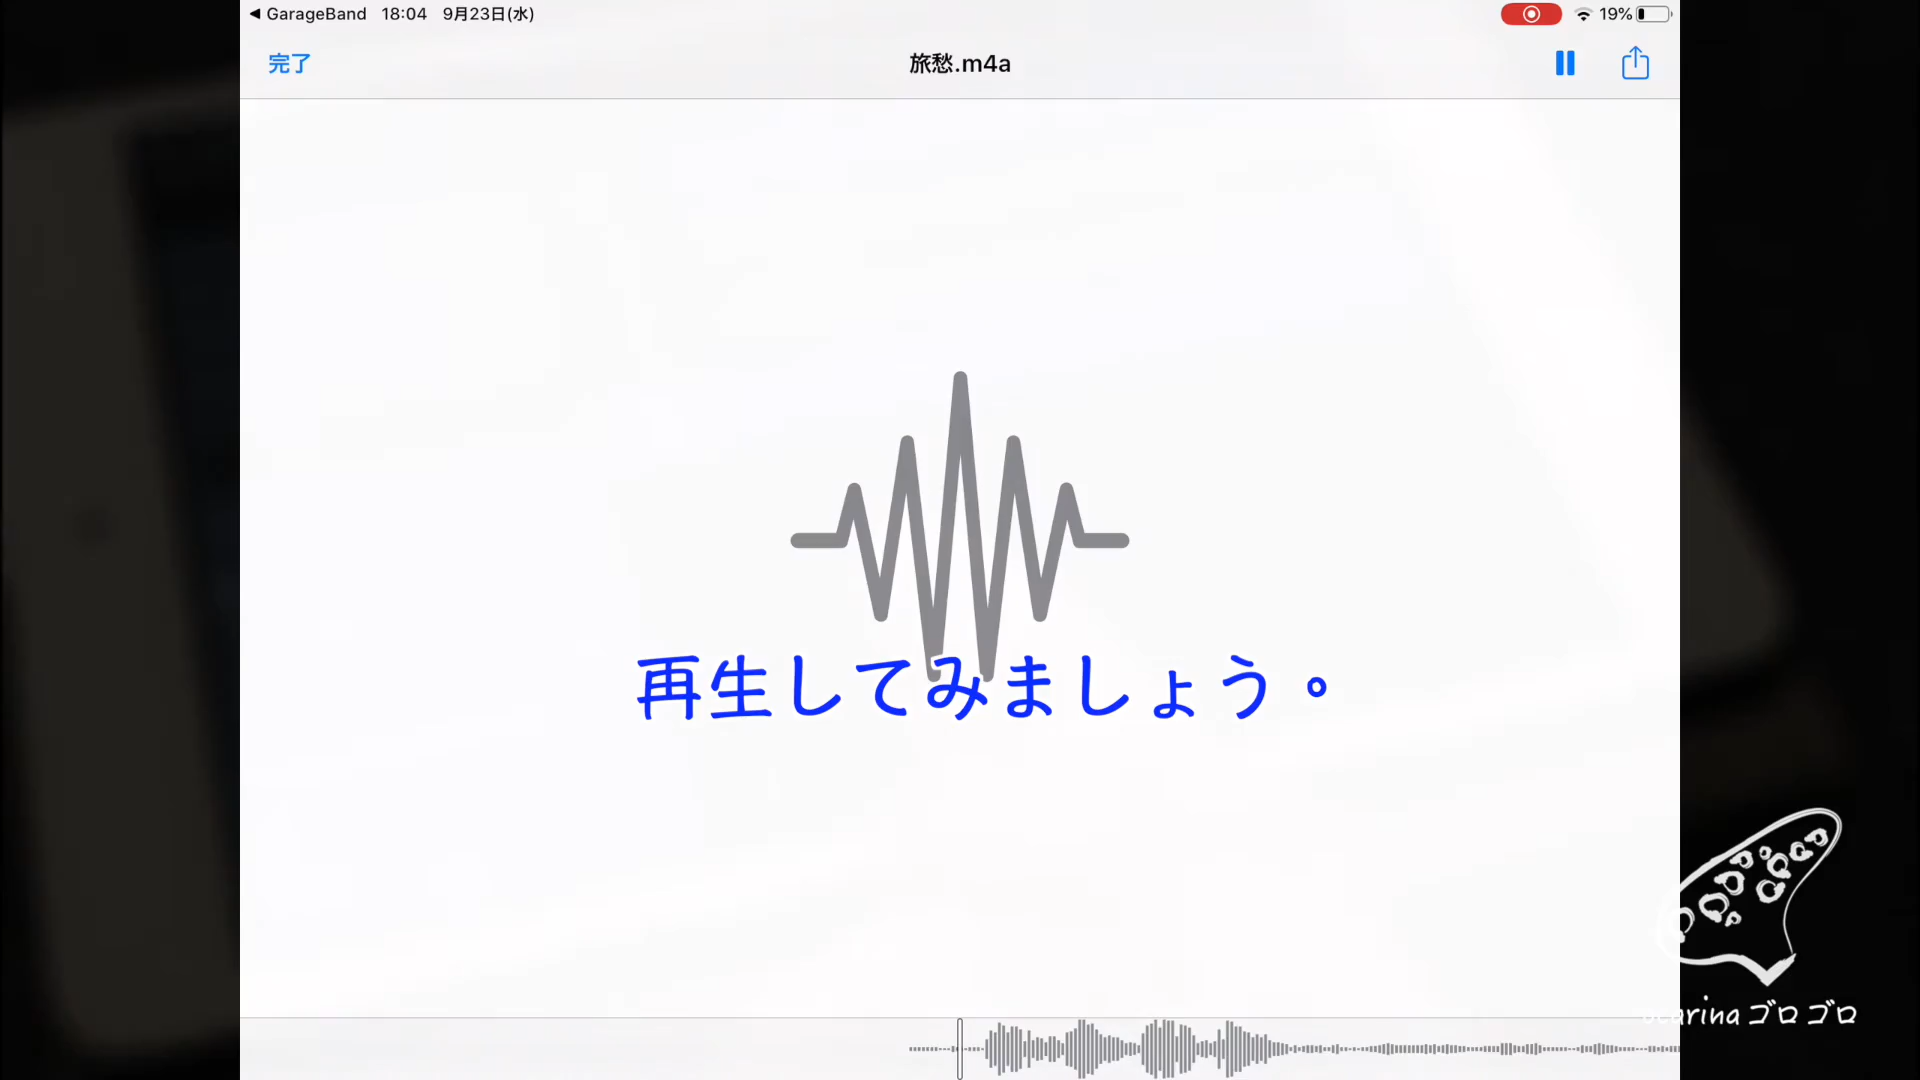 ◀ GarageBand 18:04 9月23日(水)
19%
完了
旅愁.m4a
再生してみましょう。
ocarina ゴロゴロ